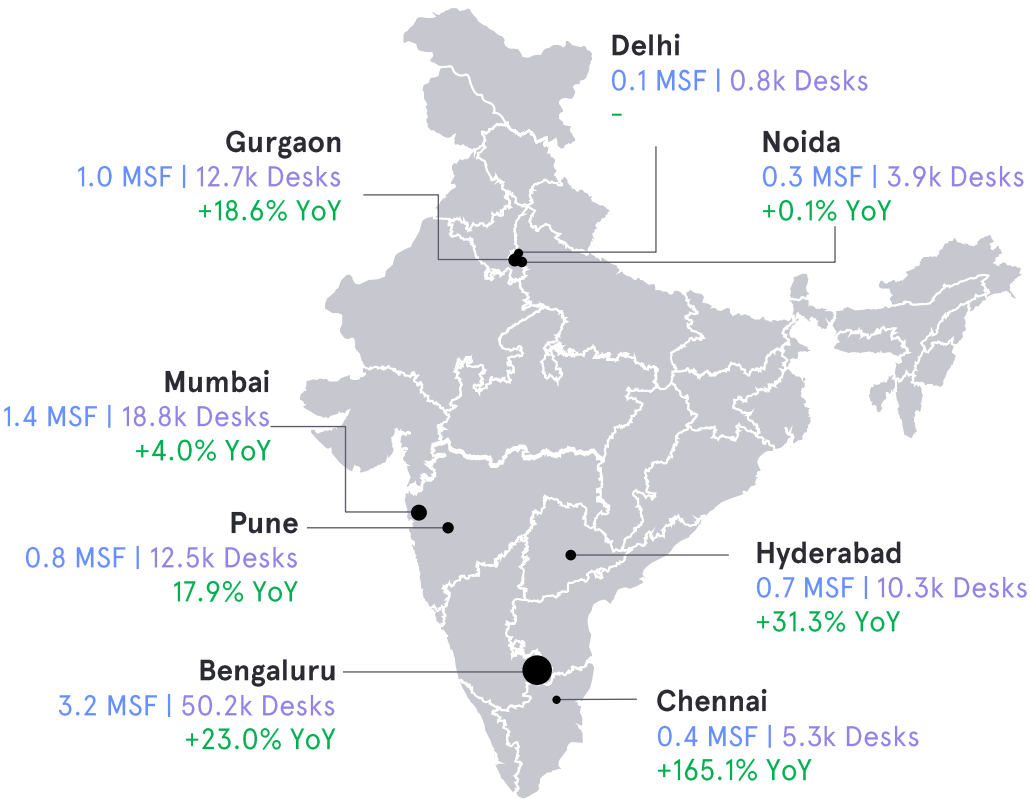 Delhi
0.1 MSF | 0.8k Desks
-
Gurgaon
1.0 MSF | 12.7k Desks
+18.6% YoY
Noida
0.3 MSF | 3.9k Desks
+0.1% YoY
Mumbai
1.4 MSF | 18.8k Desks
+4.0% YoY
Pune
0.8 MSF | 12.5k Desks
17.9% YoY
Hyderabad
0.7 MSF | 10.3k Desks
+31.3% YoY
Bengaluru
3.2 MSF | 50.2k Desks
+23.0% YoY
Chennai
0.4 MSF | 5.3k Desks
+165.1% YoY